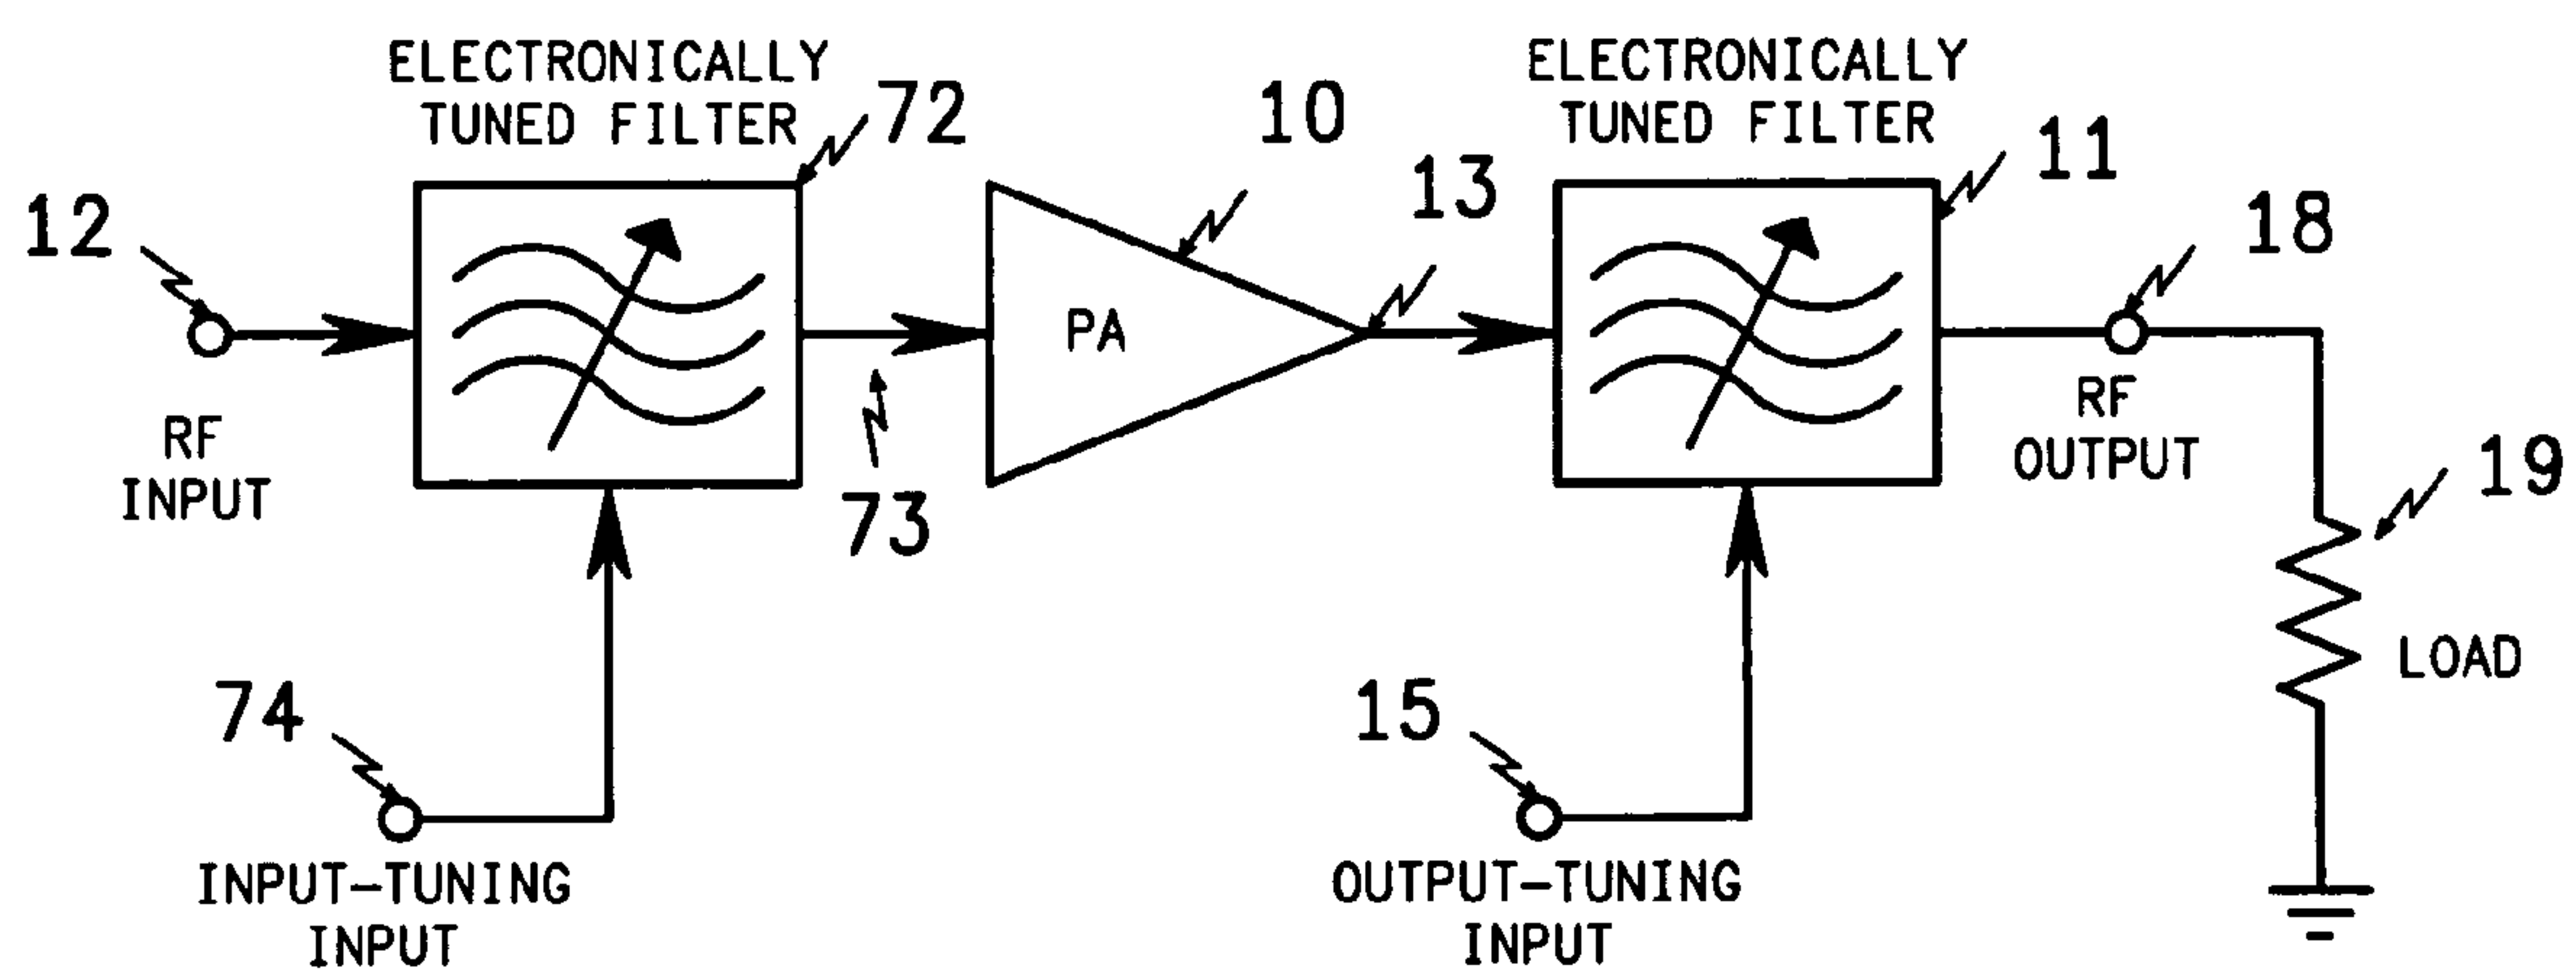 ELECTRONICALLY
TUNED FILTER
72
10
13
ELECTRONICALLY
TUNED FILTER
11
12
18
PA
RF
INPUT
73
RF
OUTPUT
19
LOAD
74
15
INPUT-TUNING
INPUT
OUTPUT-TUNING
INPUT